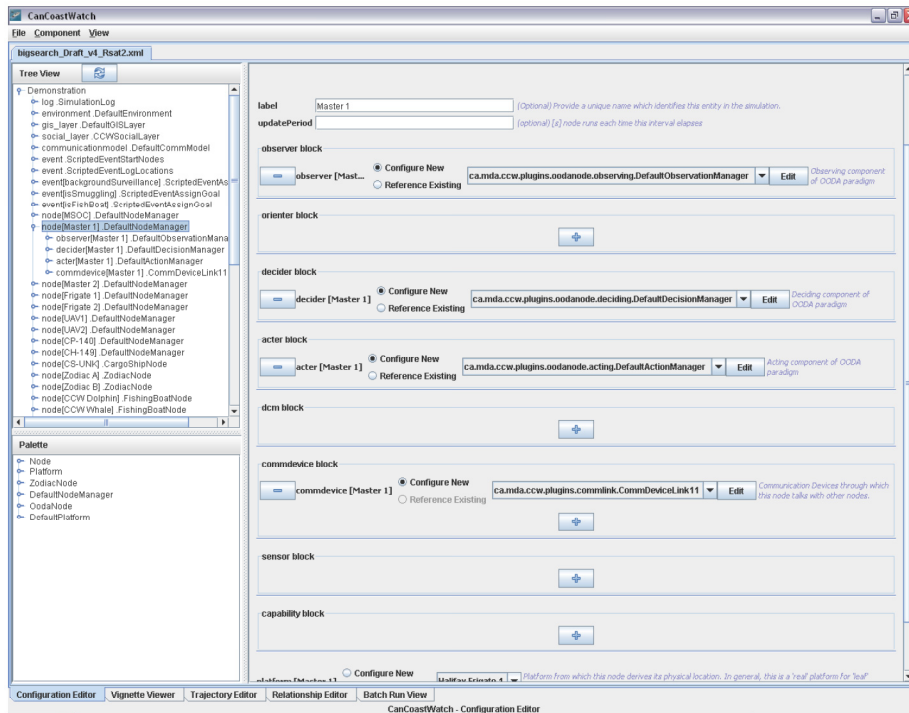 CanCoastWatch
File Component View
bigsearch_Draft_v4_Rsat2.xml
Tree View
Demonstration
log .SimulationLog
environment .DefaultEnvironment
gis_layer .DefaultGISLayer
social_layer .CCWSocialLayer
communicationmodel .DefaultCommModel
event .ScriptedEventStartNodes
event .ScriptedEventLogLocations
event[backgroundSurveillance] .ScriptedEventAs
event[isSmuggling] .ScriptedEventAssignGoal
event[isFishBoat] .ScriptedEventAssignGoal
node[MSOC] .DefaultNodeManager
node[Master 1] .DefaultNodeManager
observer[Master 1] .DefaultObservationMana
decider[Master 1] .DefaultDecisionManager
acter[Master 1] .DefaultActionManager
commdevice[Master 1] .CommDeviceLink11
node[Master 2] .DefaultNodeManager
node[Frigate 1] .DefaultNodeManager
node[Frigate 2] .DefaultNodeManager
node[UAV1] .DefaultNodeManager
node[UAV2] .DefaultNodeManager
node[CP-140] .DefaultNodeManager
node[CH-149] .DefaultNodeManager
node[CS-UNK] .CargoShipNode
node[Zodiac A] .ZodiacNode
node[Zodiac B] .ZodiacNode
node[CCW Dolphin] .FishingBoatNode
node[CCW Whale] .FishingBoatNode
Palette
Node
Platform
ZodiacNode
DefaultNodeManager
OodaNode
DefaultPlatform
label Master 1 (Optional) Provide a unique name which identifies this entity in the simulation.
updatePeriod (optional) [s] node runs each time this interval elapses
observer block
observer [Mast... Configure New Reference Existing ca.mda.ccw.plugins.oodanode.observing.DefaultObservationManager Edit Observing component of OODA paradigm
orienter block
decider block
decider [Master 1] Configure New Reference Existing ca.mda.ccw.plugins.oodanode.deciding.DefaultDecisionManager Edit Deciding component of OODA paradigm
acter block
acter [Master 1] Configure New Reference Existing ca.mda.ccw.plugins.oodanode.acting.DefaultActionManager Edit Acting component of OODA paradigm
dcm block
commdevice block
commdevice [Master 1] Configure New Reference Existing ca.mda.ccw.plugins.commlink.CommDeviceLink11 Edit Communication Devices through which this node talks with other nodes.
sensor block
capability block
platform [Master 1] Configure New Halifax Frigate 1 Platform from which this node derives its physical location. In general, this is a 'real' platform for 'leaf'
Configuration Editor Vignette Viewer Trajectory Editor Relationship Editor Batch Run View
CanCoastWatch - Configuration Editor